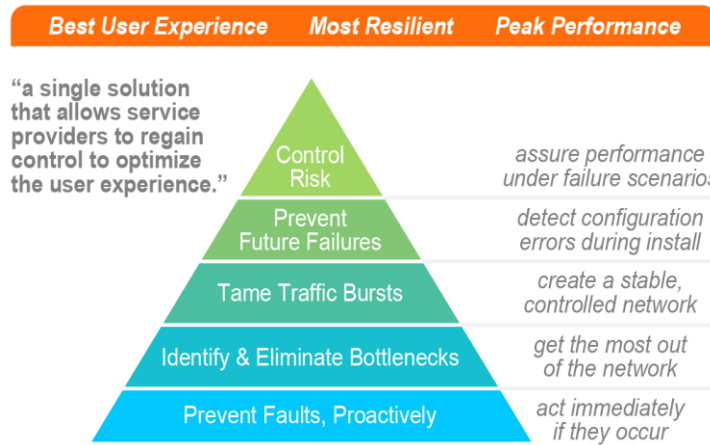 Best User Experience Most Resilient Peak Performance
“a single solution
that allows service
providers to regain
control to optimize
the user experience.”
Control
Risk
assure performance
under failure scenarios
Prevent
Future Failures
detect configuration
errors during install
Tame Traffic Bursts
create a stable,
controlled network
Identify & Eliminate Bottlenecks
get the most out
of the network
Prevent Faults, Proactively
act immediately
if they occur